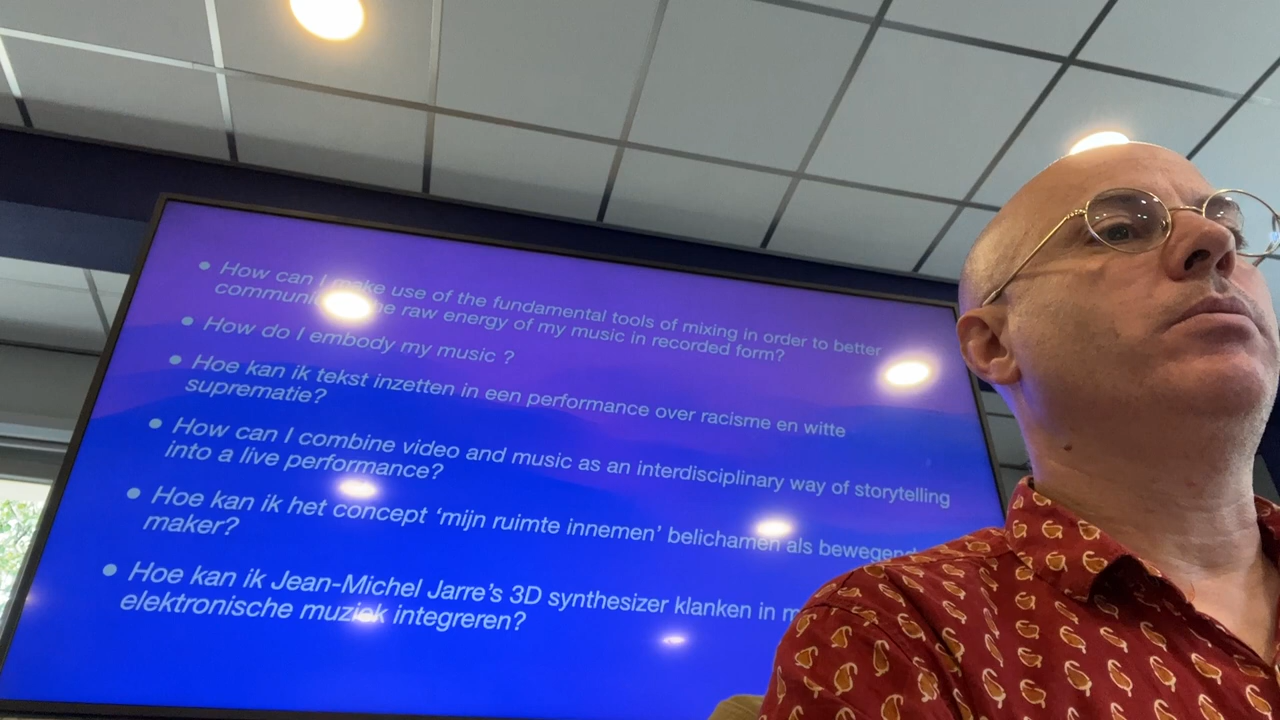 How can I make use of the fundamental tools of mixing in order to better
the raw energy of my music in recorded form?
How do I embody my music ?
Hoe kan ik tekst inzetten in een performance over racisme en witte
suprematie?
How can I combine video and music as an interdisciplinary way of storytelling
into a live performance?
Hoe kan ik het concept ‘mijn ruimte innemen’ belichamen als
maker?
Hoe kan ik Jean-Michel Jarre’s 3D synthesizer klanken in
elektronische muziek integreren?